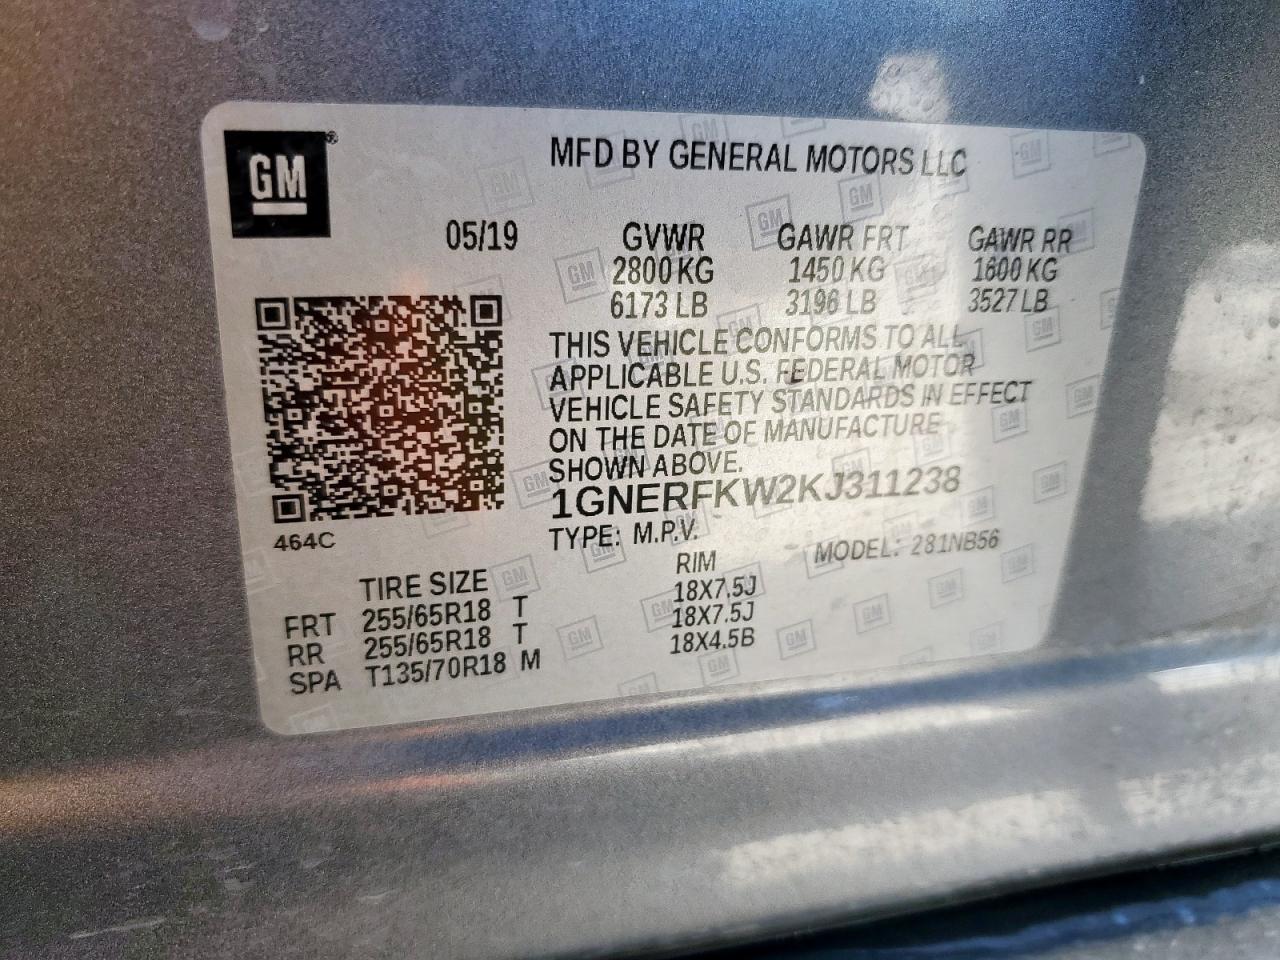 GM
MFD BY GENERAL MOTORS LLC
05/19 GVWR GAWR FRT GAWR RR
2800 KG 1450 KG 1600 KG
6173 LB 3196 LB 3527 LB
THIS VEHICLE CONFORMS TO ALL
APPLICABLE U.S. FEDERAL MOTOR
VEHICLE SAFETY STANDARDS IN EFFECT
ON THE DATE OF MANUFACTURE
SHOWN ABOVE.
1GNERFKW2KJ311238
464C
TYPE: M.P.V. MODEL: 281NB56
TIRE SIZE RIM
FRT 255/65R18 T 18X7.5J
RR 255/65R18 T 18X7.5J
SPA T135/70R18 M 18X4.5B